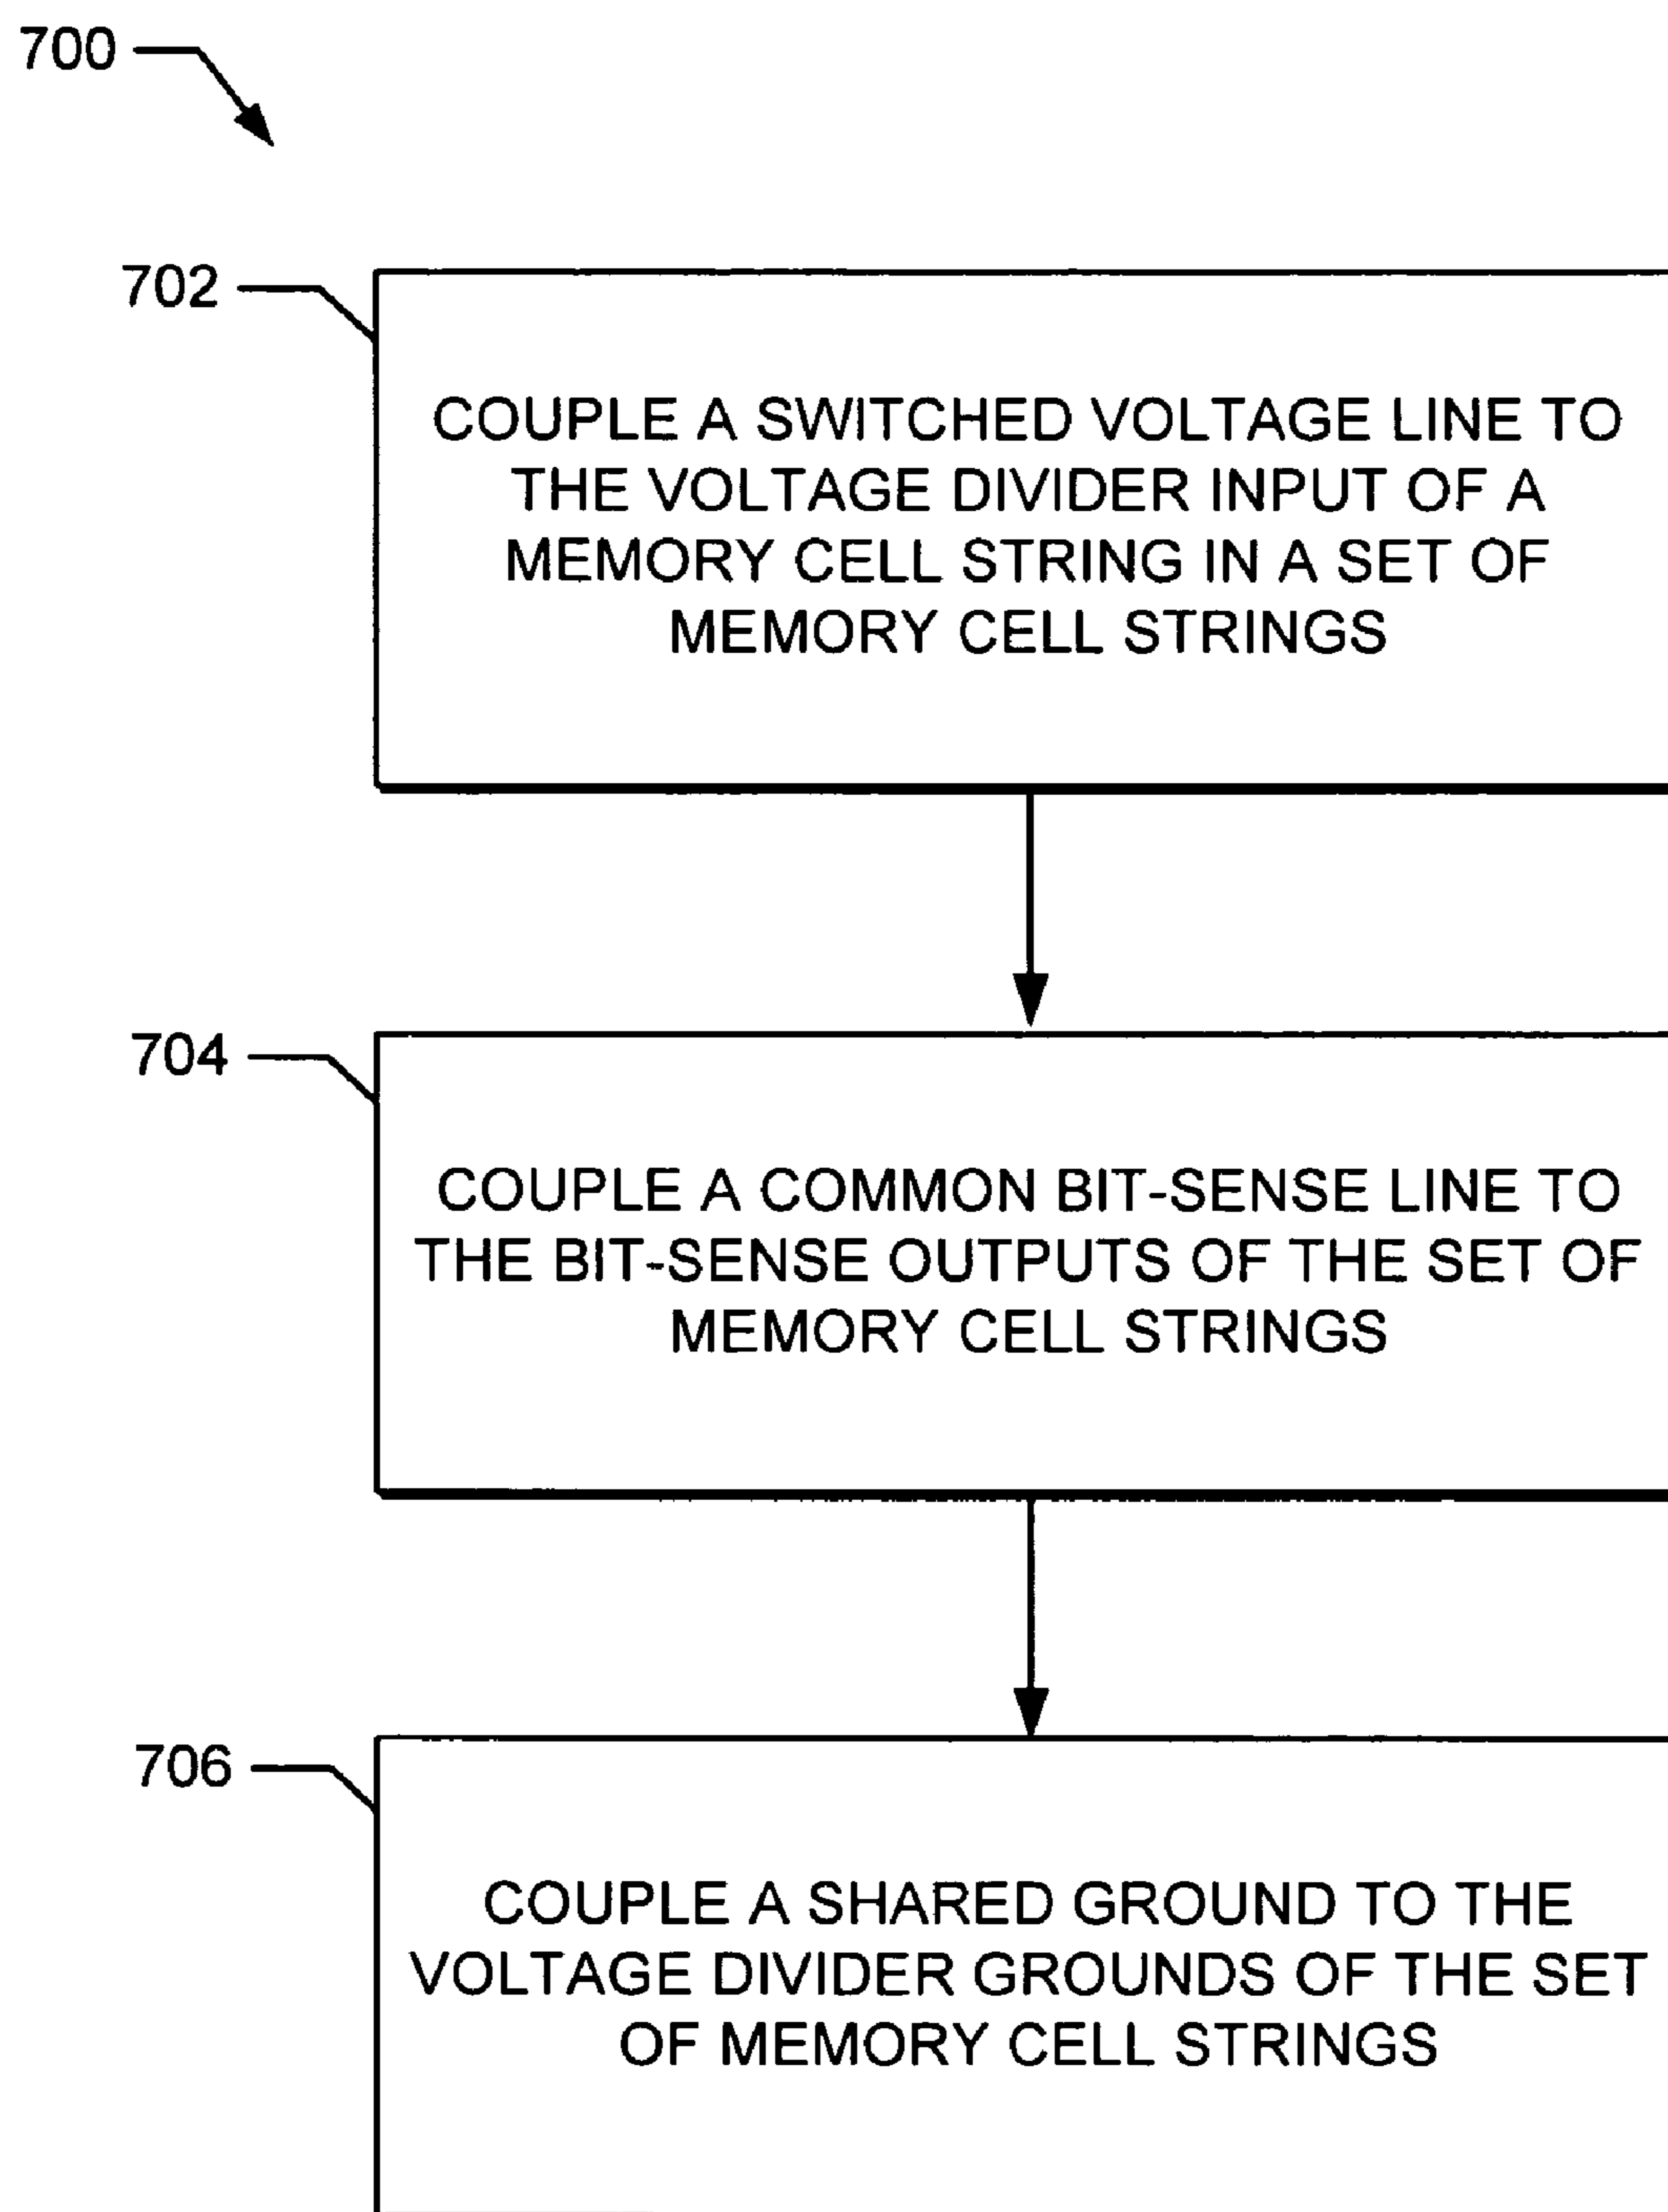 700
702
COUPLE A SWITCHED VOLTAGE LINE TO
THE VOLTAGE DIVIDER INPUT OF A
MEMORY CELL STRING IN A SET OF
MEMORY CELL STRINGS
704
COUPLE A COMMON BIT-SENSE LINE TO
THE BIT-SENSE OUTPUTS OF THE SET OF
MEMORY CELL STRINGS
706
COUPLE A SHARED GROUND TO THE
VOLTAGE DIVIDER GROUNDS OF THE SET
OF MEMORY CELL STRINGS